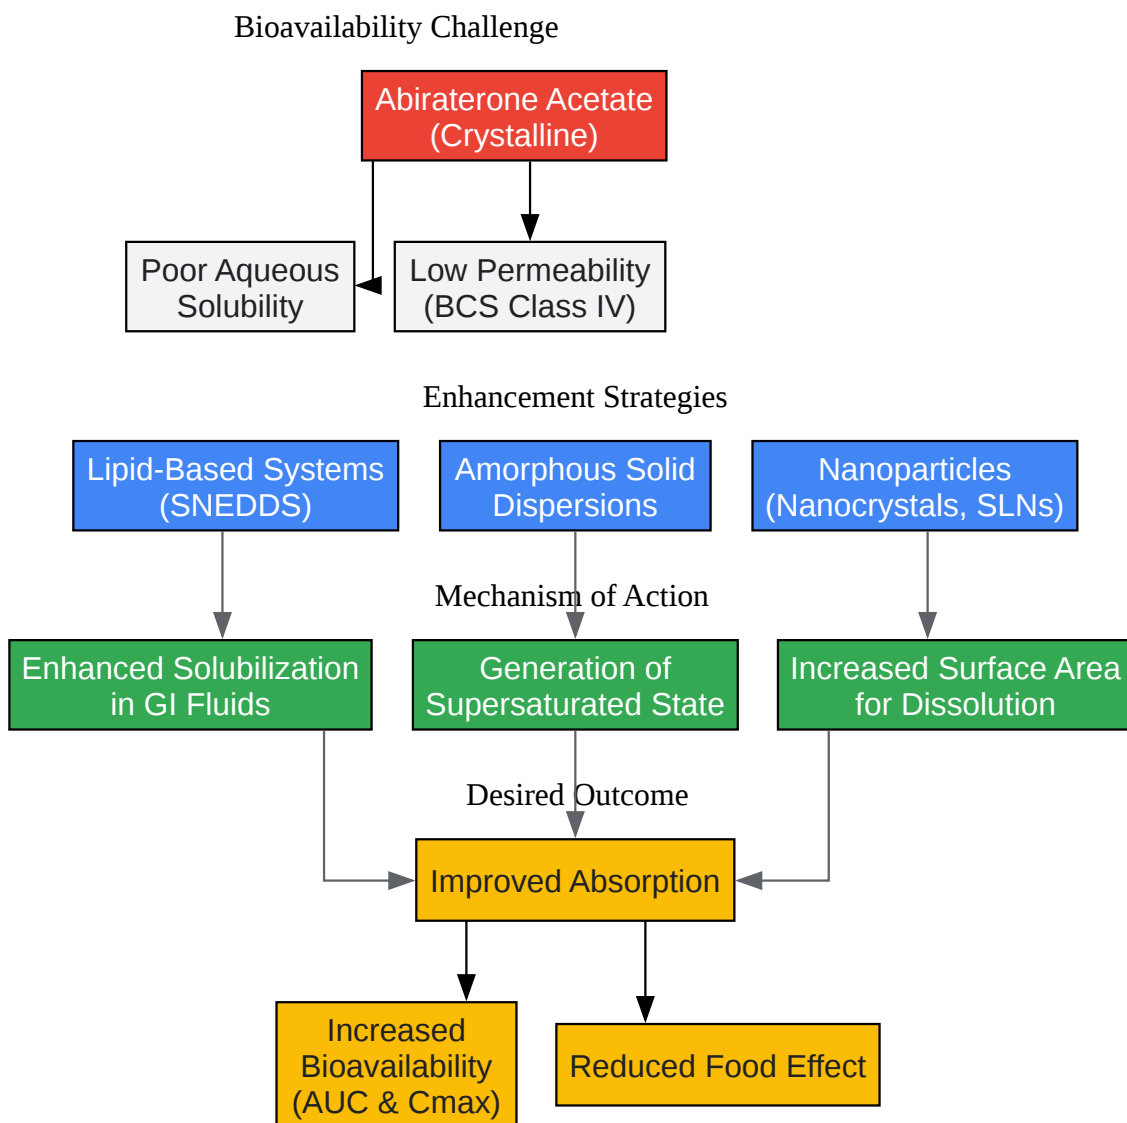 Bioavailability Challenge
Abiraterone Acetate
(Crystalline)
Poor Aqueous
Solubility
Low Permeability
(BCS Class IV)
Enhancement Strategies
Lipid-Based Systems
(SNEDDS)
Amorphous Solid
Dispersions
Nanoparticles
(Nanocrystals, SLNs)
Mechanism of Action
Enhanced Solubilization
in GI Fluids
Generation of
Supersaturated State
Increased Surface Area
for Dissolution
Desired Outcome
Improved Absorption
Increased
Bioavailability
(AUC & Cmax)
Reduced Food Effect